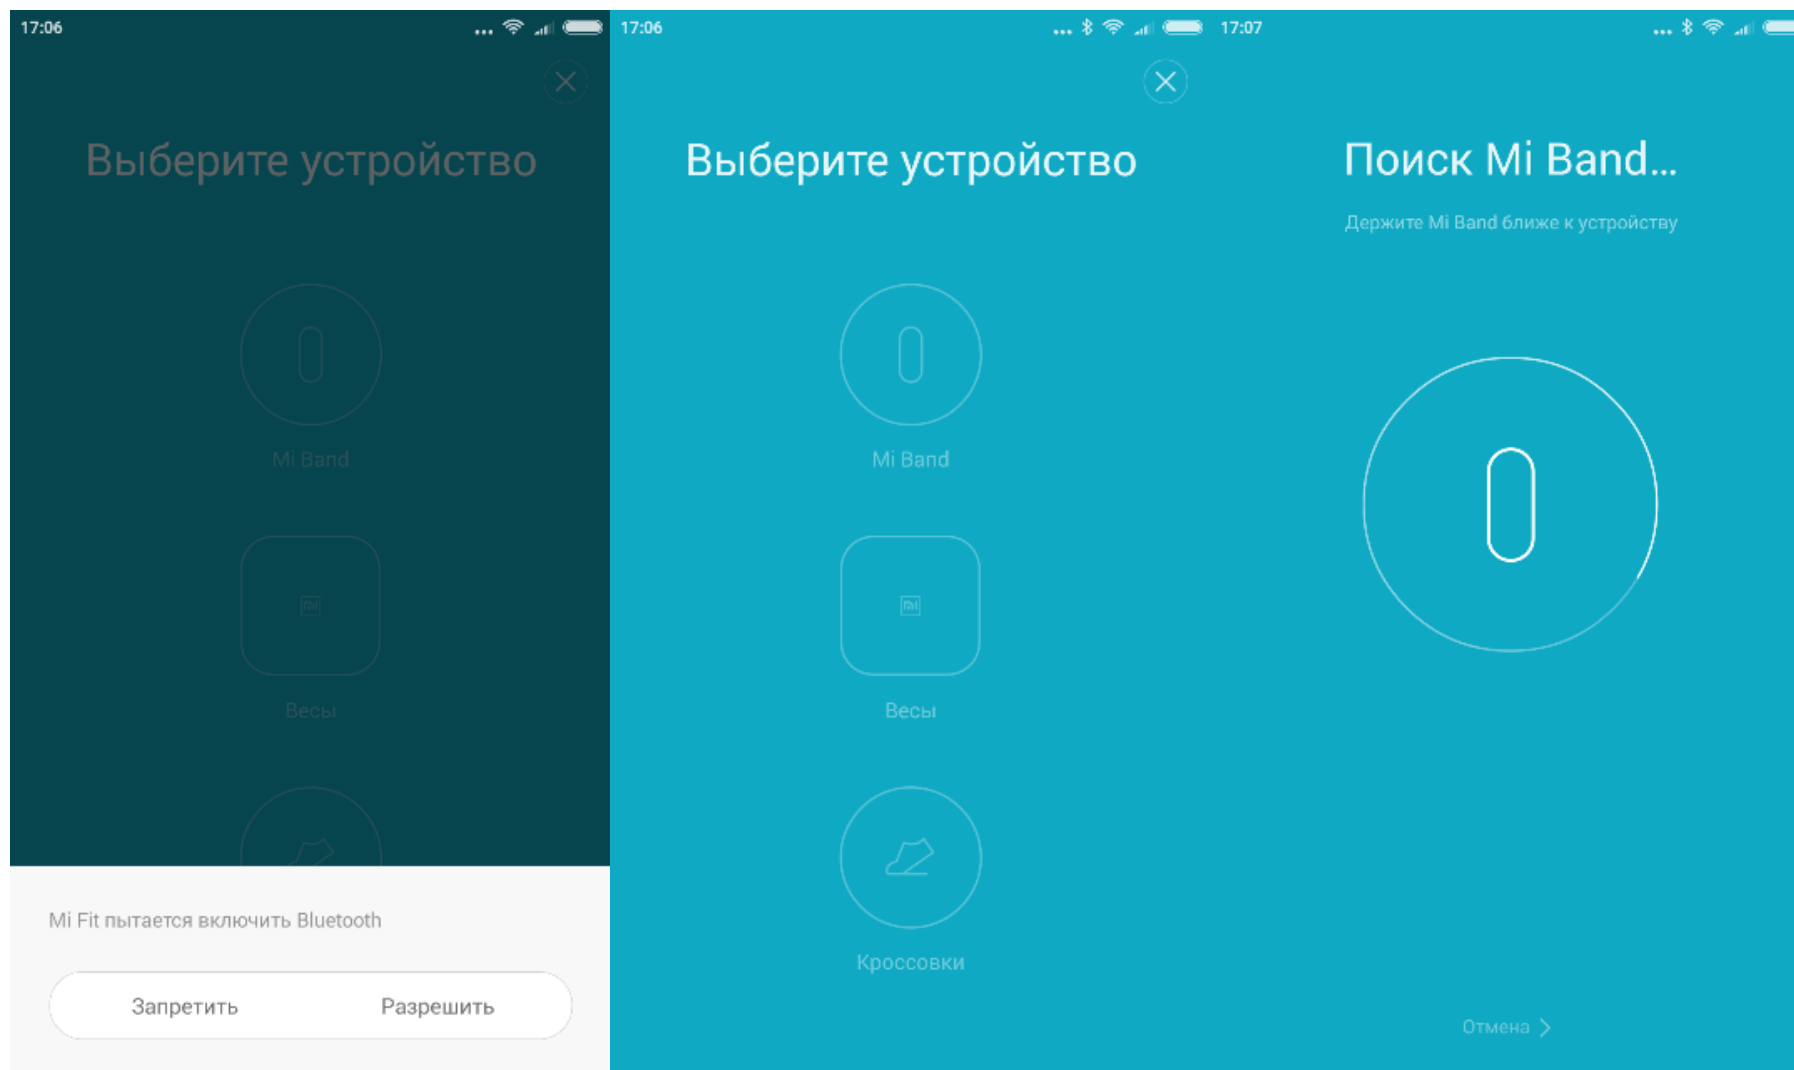 17:06
Выберите устройство
Mi Band
Весы
Mi Fit пытается включить Bluetooth
Запретить
Разрешить
17:06
Выберите устройство
Mi Band
Весы
Кроссовки
17:07
Поиск Mi Band...
Держите Mi Band ближе к устройству
Отмена